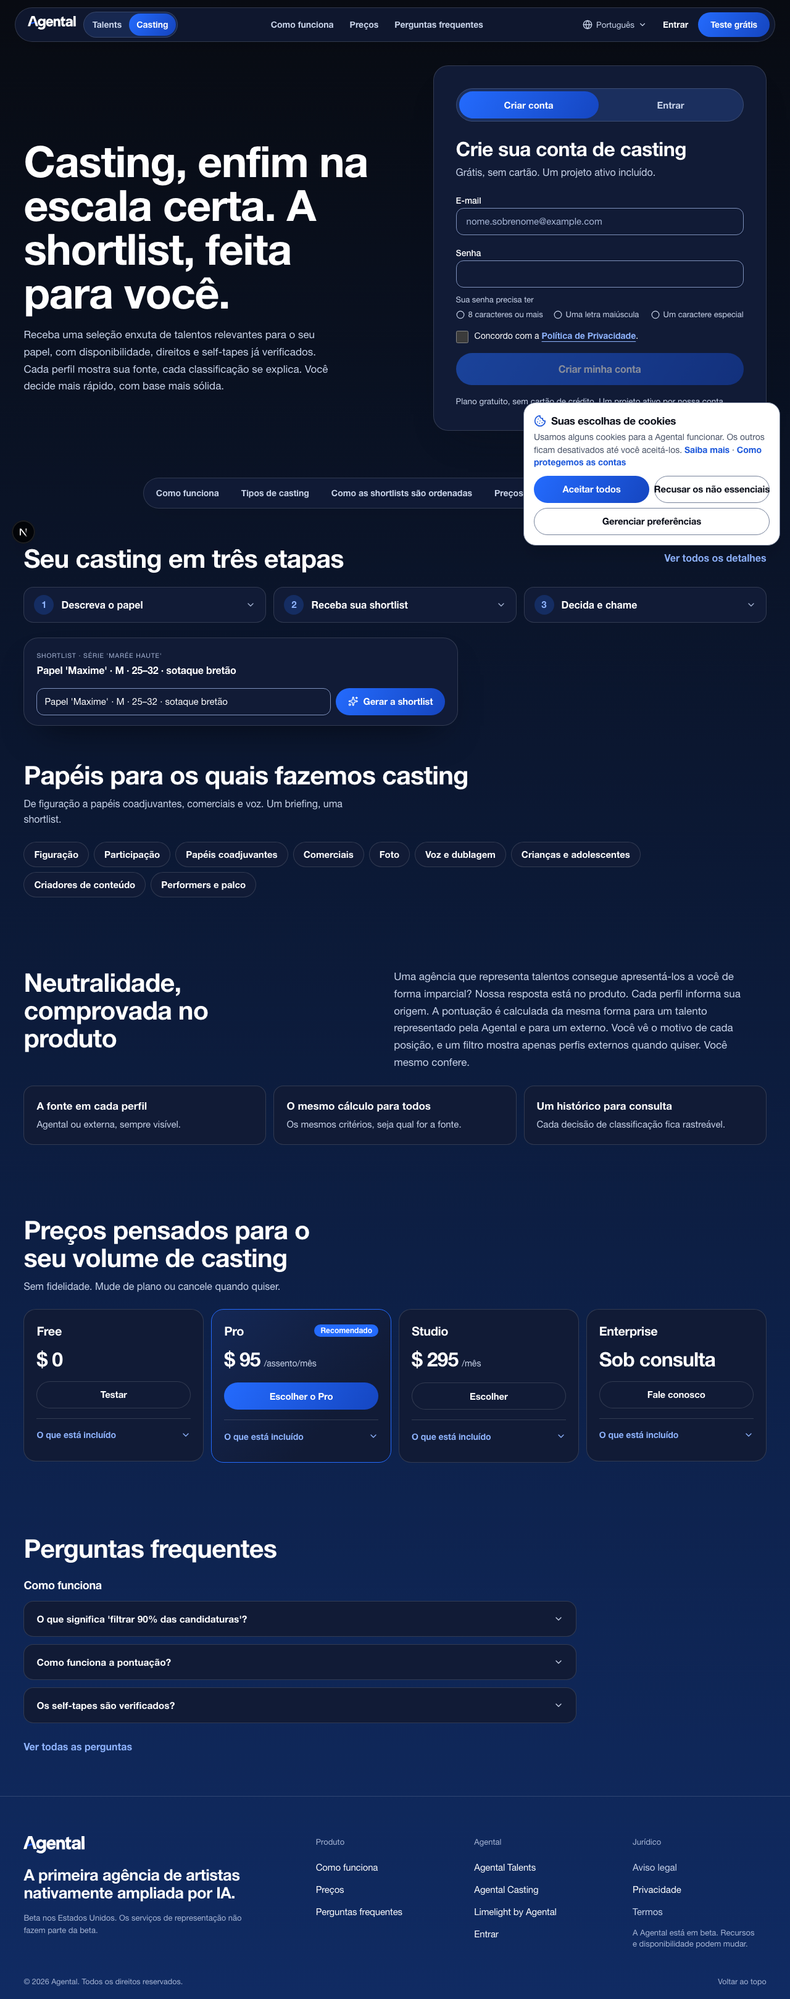 Agental
Talents
Casting
Como funciona
Preços
Perguntas frequentes
Português
Entrar
Teste grátis
Casting, enfim na
escala certa. A
shortlist, feita
para você.
Receba uma seleção enxuta de talentos relevantes para o seu
papel, com disponibilidade, direitos e self-tapes já verificados.
Cada perfil mostra sua fonte, cada classificação se explica. Você
decide mais rápido, com base mais sólida.
Criar conta
Entrar
Crie sua conta de casting
Grátis, sem cartão. Um projeto ativo incluído.
E-mail
nome.sobrenome@example.com
Senha
Sua senha precisa ter
8 caracteres ou mais
Uma letra maiúscula
Um caractere especial
Concordo com a Política de Privacidade.
Criar minha conta
Plano gratuito, sem cartão de crédito. Um projeto ativo por nossa conta.
Suas escolhas de cookies
Usamos alguns cookies para a Agental funcionar. Os outros
ficam desativados até você aceitá-los. Saiba mais · Como
protegemos as contas
Aceitar todos
Recusar os não essenciais
Gerenciar preferências
Como funciona
Tipos de casting
Como as shortlists são ordenadas
Preços
N
Seu casting em três etapas
Ver todos os detalhes
1 Descreva o papel
2 Receba sua shortlist
3 Decida e chame
SHORTLIST · SÉRIE 'MARÉE HAUTE'
Papel 'Maxime' · M · 25–32 · sotaque bretão
Papel 'Maxime' · M · 25–32 · sotaque bretão
Gerar a shortlist
Papéis para os quais fazemos casting
De figuração a papéis coadjuvantes, comerciais e voz. Um briefing, uma
shortlist.
Figuração
Participação
Papéis coadjuvantes
Comerciais
Foto
Voz e dublagem
Crianças e adolescentes
Criadores de conteúdo
Performers e palco
Neutralidade,
comprovada no
produto
Uma agência que representa talentos consegue apresentá-los a você de
forma imparcial? Nossa resposta está no produto. Cada perfil informa sua
origem. A pontuação é calculada da mesma forma para um talento
representado pela Agental e para um externo. Você vê o motivo de cada
posição, e um filtro mostra apenas perfis externos quando quiser. Você
mesmo confere.
A fonte em cada perfil
Agental ou externa, sempre visível.
O mesmo cálculo para todos
Os mesmos critérios, seja qual for a fonte.
Um histórico para consulta
Cada decisão de classificação fica rastreável.
Preços pensados para o
seu volume de casting
Sem fidelidade. Mude de plano ou cancele quando quiser.
Free
$ 0
Testar
O que está incluído
Pro
Recomendado
$ 95 /assento/mês
Escolher o Pro
O que está incluído
Studio
$ 295 /mês
Escolher
O que está incluído
Enterprise
Sob consulta
Fale conosco
O que está incluído
Perguntas frequentes
Como funciona
O que significa 'filtrar 90% das candidaturas'?
Como funciona a pontuação?
Os self-tapes são verificados?
Ver todas as perguntas
Agental
A primeira agência de artistas
nativamente ampliada por IA.
Beta nos Estados Unidos. Os serviços de representação não
fazem parte da beta.
Produto
Como funciona
Preços
Perguntas frequentes
Agental
Agental Talents
Agental Casting
Limelight by Agental
Entrar
Jurídico
Aviso legal
Privacidade
Termos
A Agental está em beta. Recursos
e disponibilidade podem mudar.
© 2026 Agental. Todos os direitos reservados.
Voltar ao topo